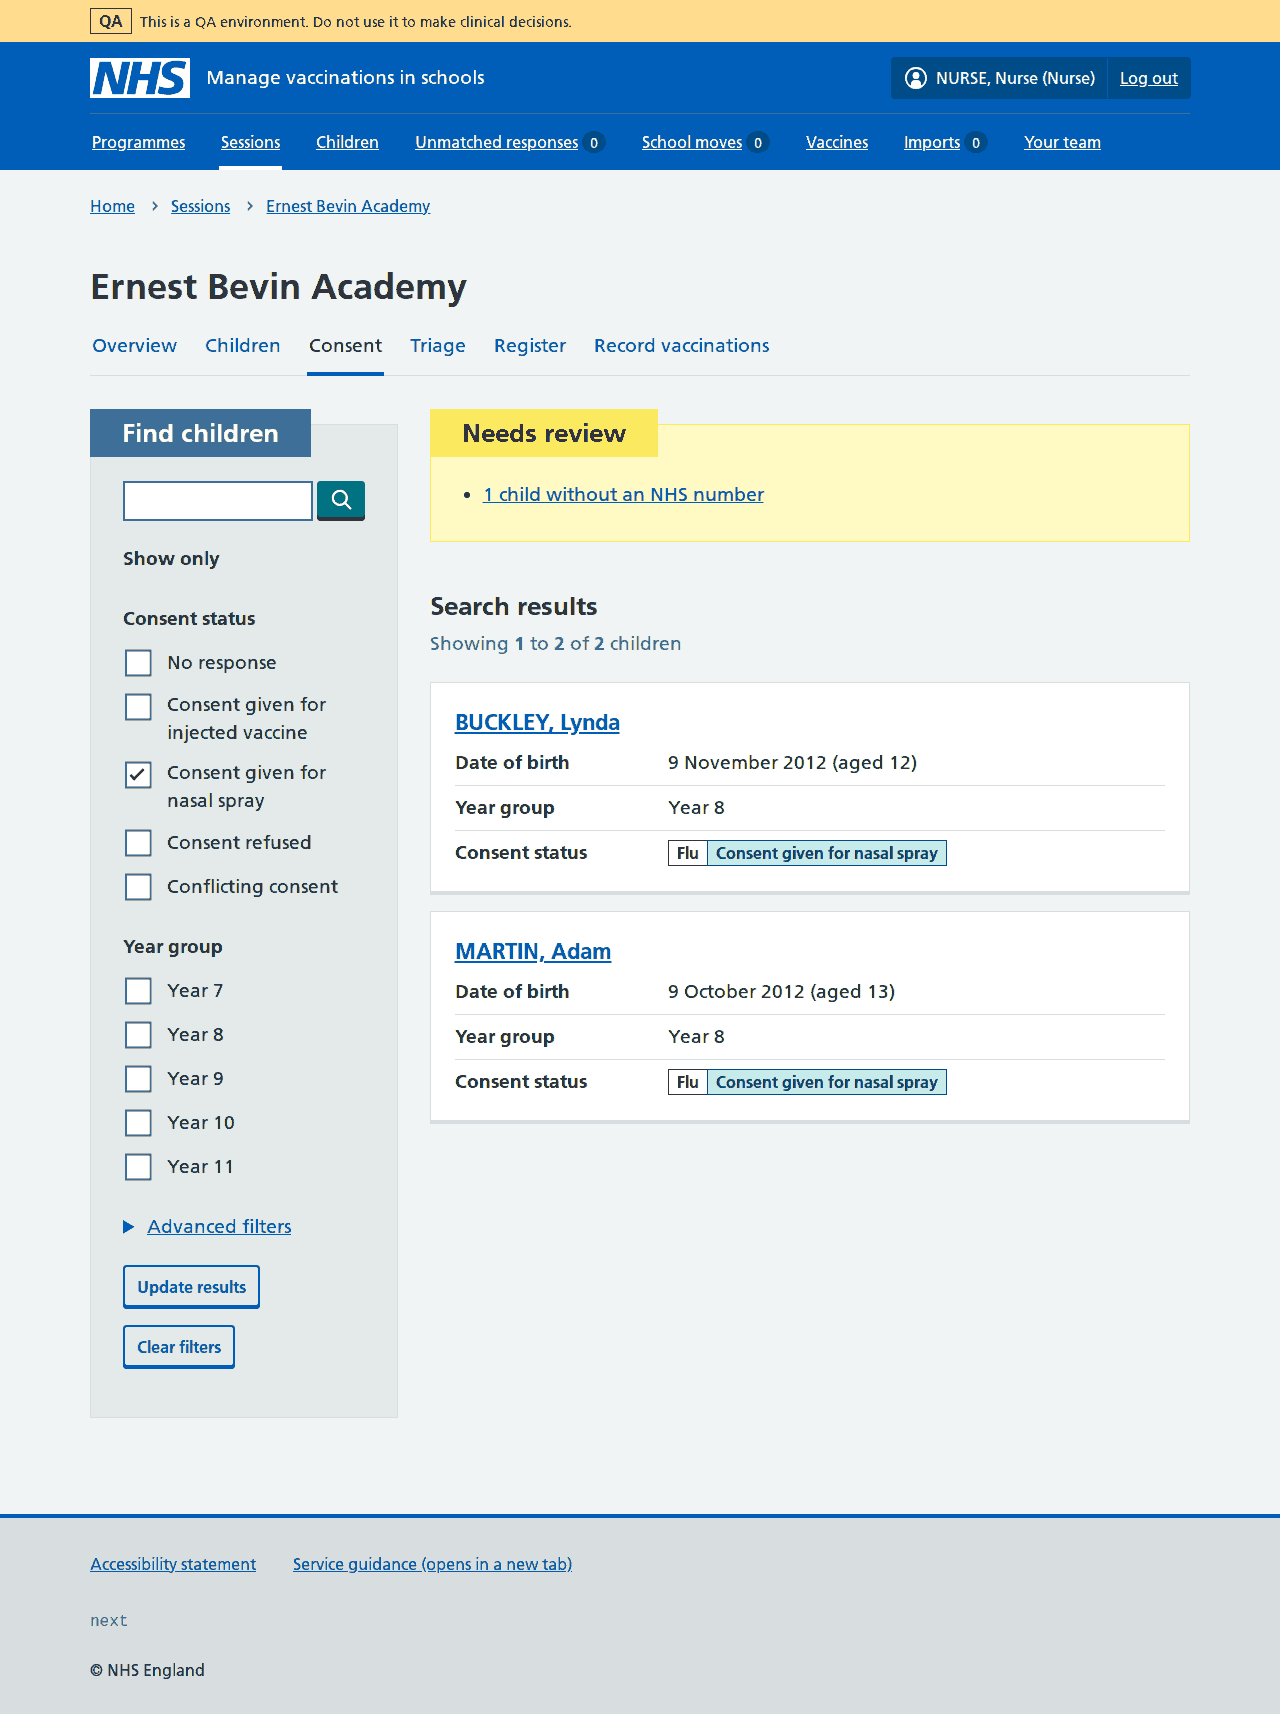 QA This is a QA environment. Do not use it to make clinical decisions.
NHS Manage vaccinations in schools NURSE, Nurse (Nurse) Log out
Programmes Sessions Children Unmatched responses 0 School moves 0 Vaccines Imports 0 Your team
Home Sessions Ernest Bevin Academy
Ernest Bevin Academy
Overview Children Consent Triage Register Record vaccinations
Find children
Show only
Consent status
No response
Consent given for
injected vaccine
Consent given for
nasal spray
Consent refused
Conflicting consent
Year group
Year 7
Year 8
Year 9
Year 10
Year 11
Advanced filters
Update results
Clear filters
Needs review
1 child without an NHS number
Search results
Showing 1 to 2 of 2 children
BUCKLEY, Lynda
Date of birth 9 November 2012 (aged 12)
Year group Year 8
Consent status Flu Consent given for nasal spray
MARTIN, Adam
Date of birth 9 October 2012 (aged 13)
Year group Year 8
Consent status Flu Consent given for nasal spray
Accessibility statement Service guidance (opens in a new tab)
next
© NHS England